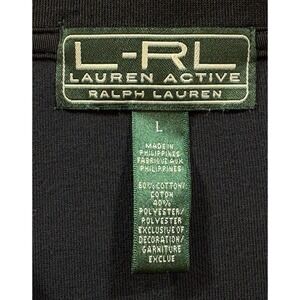 L-RL
LAUREN ACTIVE
RALPH LAUREN
L
MADE IN
PHILIPPINES
FABRIQUE AUX
PHILIPPINES
60% COTTON/
COTON
40%
POLYESTER/
POLYESTER
EXCLUSIVE OF
DECORATION/
GARNITURE
EXCLUE